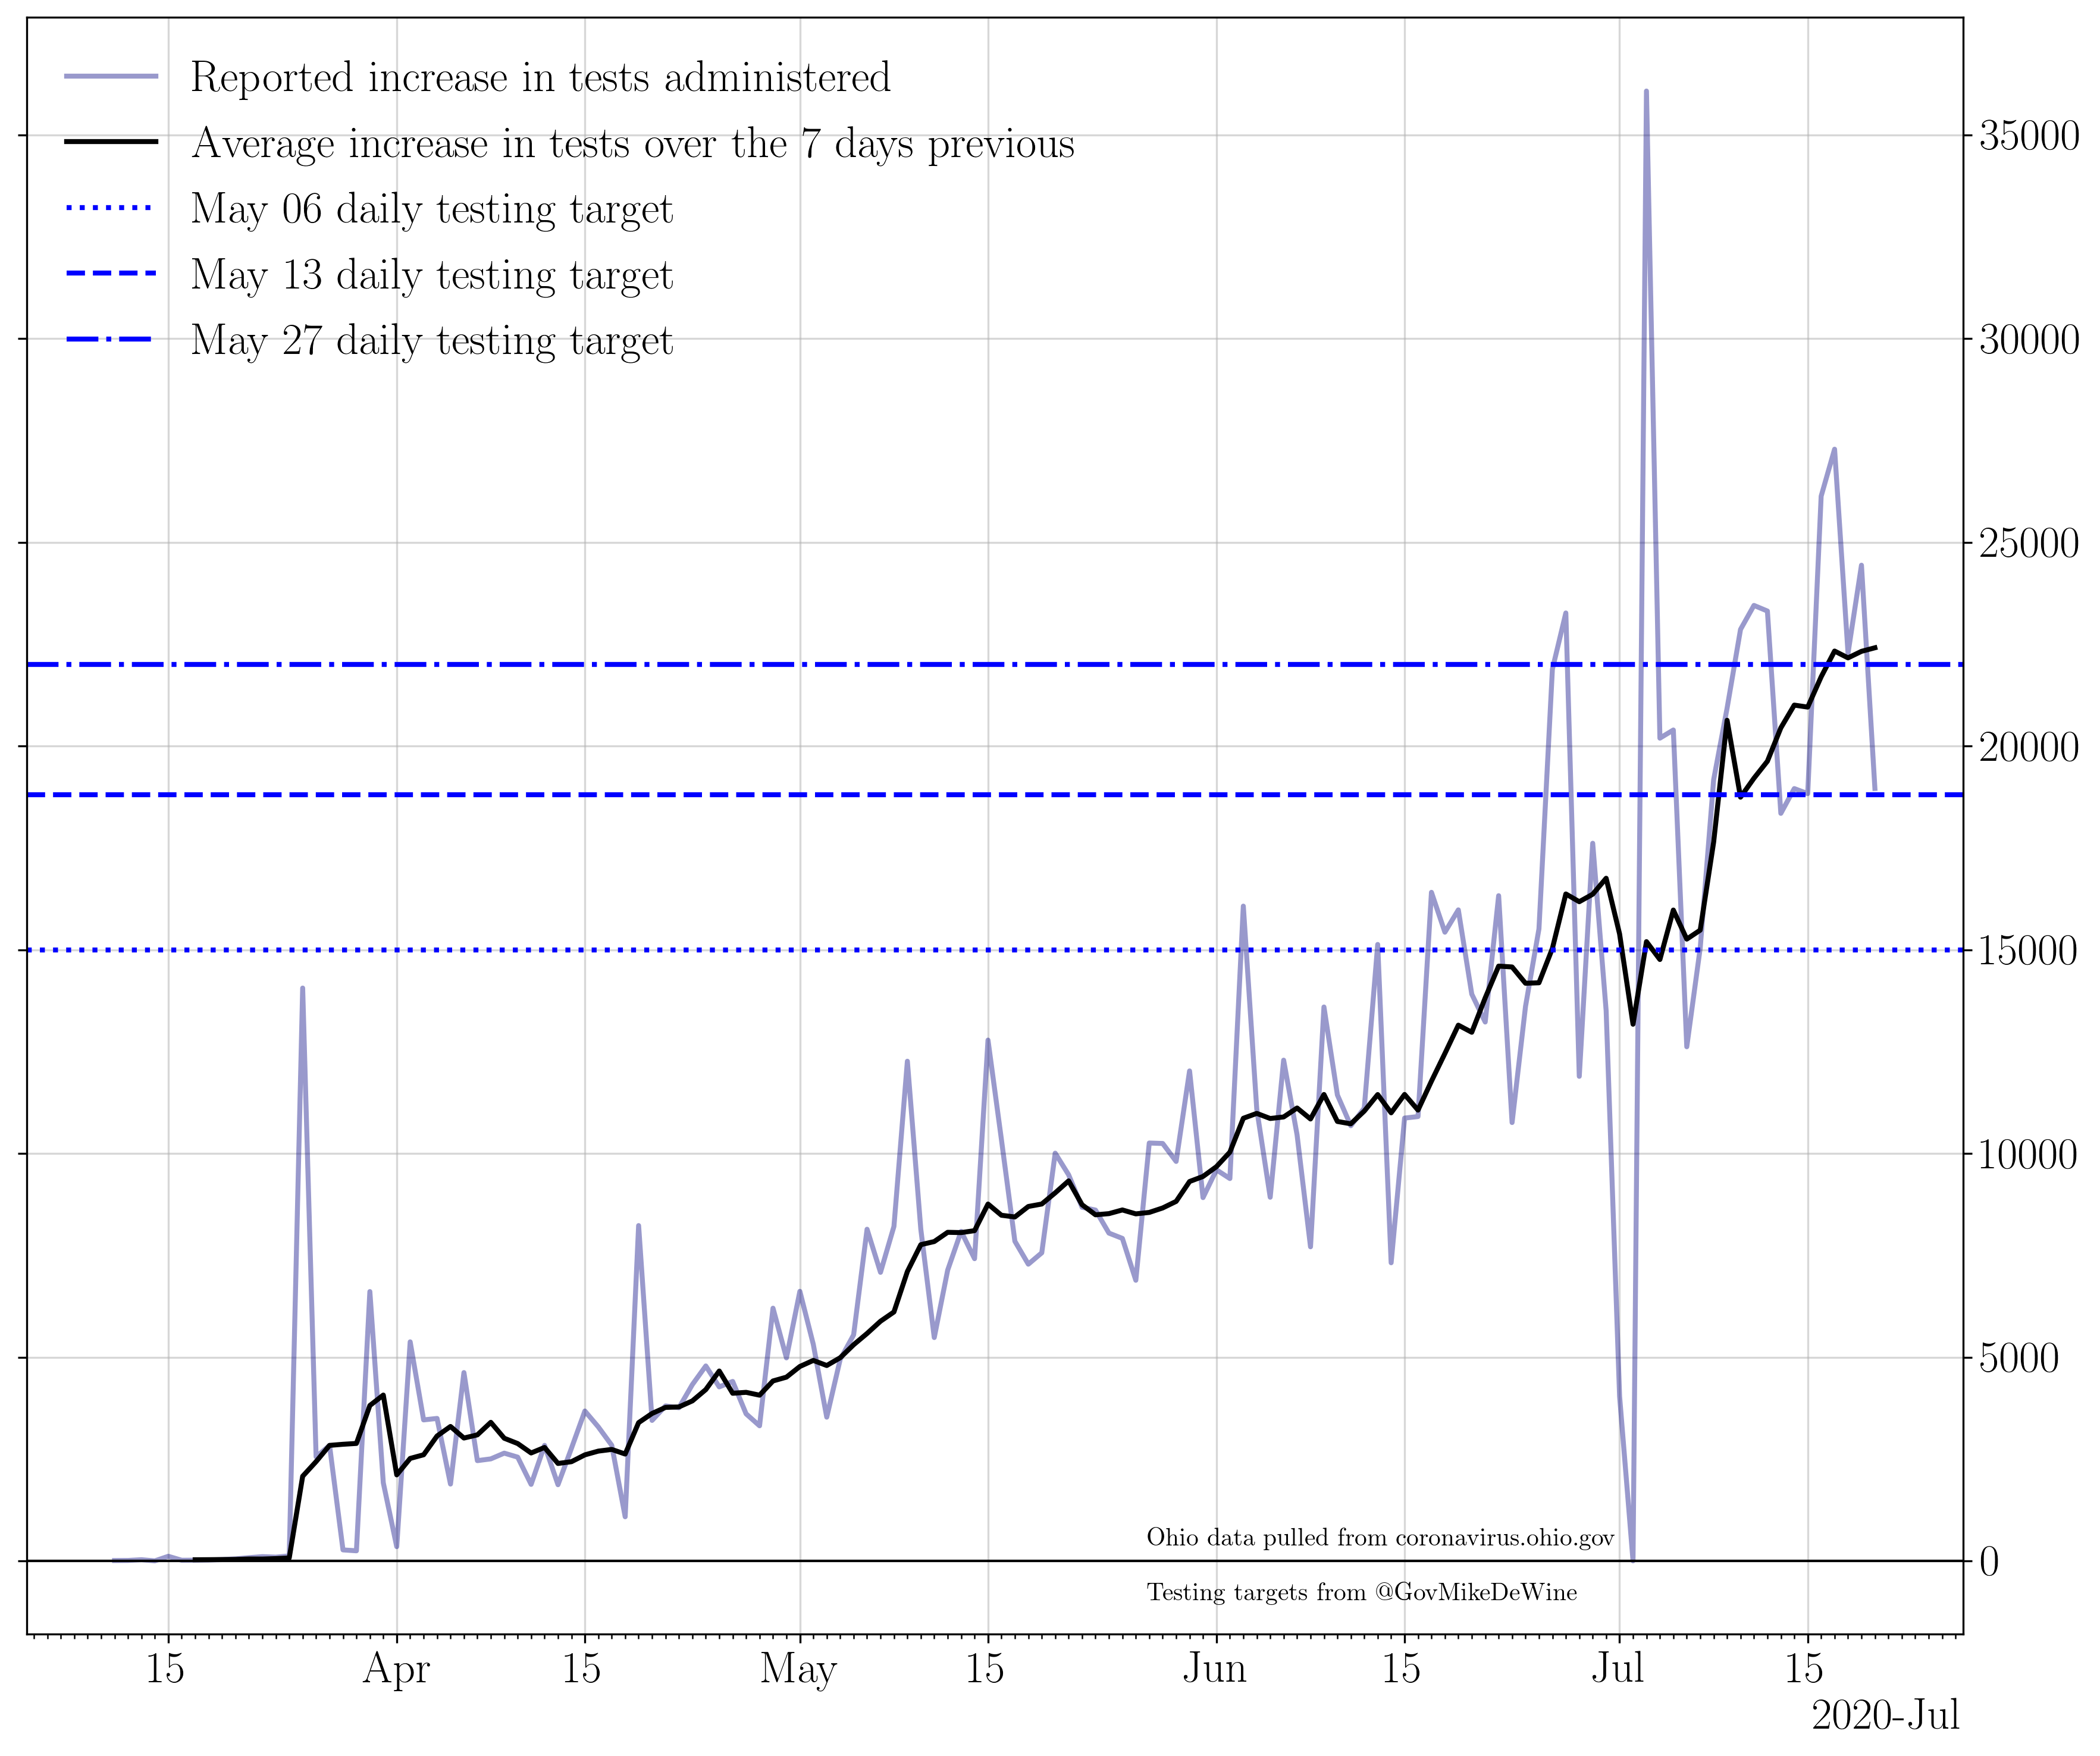 Reported increase in tests administered
Average increase in tests over the 7 days previous
May 06 daily testing target
May 13 daily testing target
May 27 daily testing target
35000
30000
25000
20000
15000
10000
5000
0
Ohio data pulled from coronavirus.ohio.gov
Testing targets from @GovMikeDeWine
15 Apr 15 May 15 Jun 15 Jul 15
2020-Jul